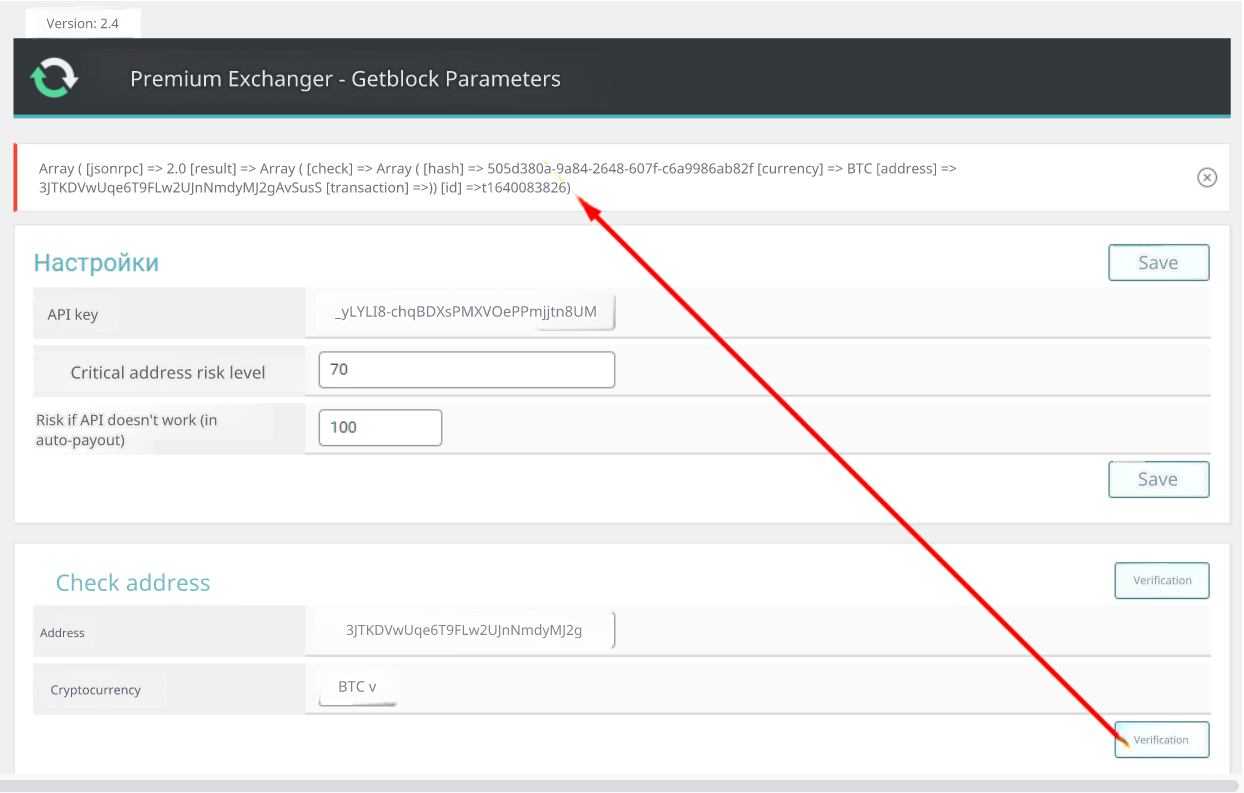 Version: 2.4
Premium Exchanger - Getblock Parameters
Array ( [jsonrpc] => 2.0 [result] => Array ( [check] => Array ( [hash] => 505d380a-9a84-2648-607f-c6a9986ab82f [currency] => BTC [address] =>
3JTKDVwUqe6T9FLw2UJnNmdyMJ2gAvSusS [transaction] =>)) [id] =>t1640083826)
Настройки
Save
API key
_yLYLI8-chqBDXsPMXVOePPmjjtn8UM
Critical address risk level
70
Risk if API doesn't work (in
auto-payout)
100
Save
Check address
Verification
Address
3JTKDVwUqe6T9FLw2UJnNmdyMJ2g
Cryptocurrency
BTC v
Verification